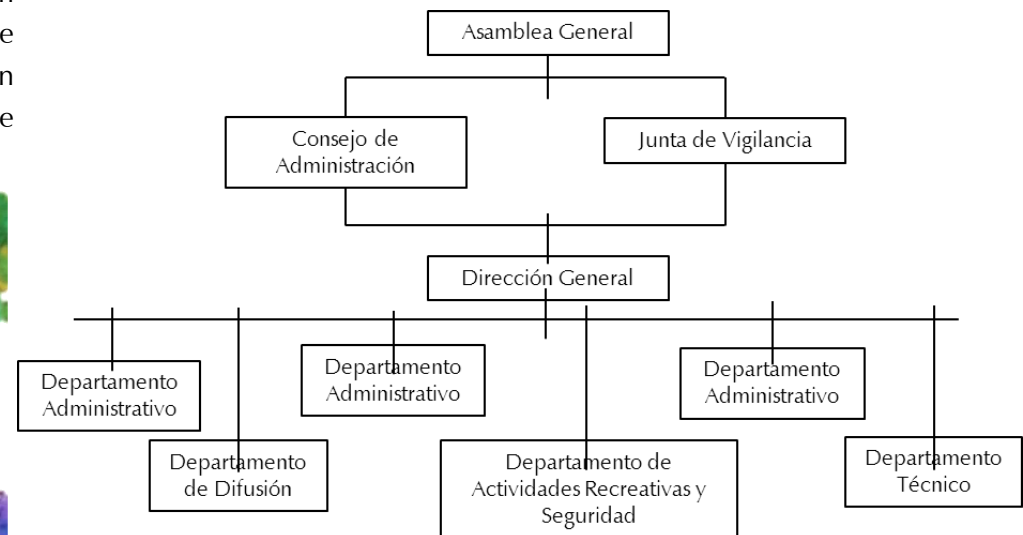 e
n
e
Asamblea General
Consejo de
Administración
Junta de Vigilancia
Dirección General
Departamento
Administrativo
Departamento
de Difusión
Departamento
Administrativo
Departamento de
Actividades Recreativas y
Seguridad
Departamento
Administrativo
Departamento
Técnico